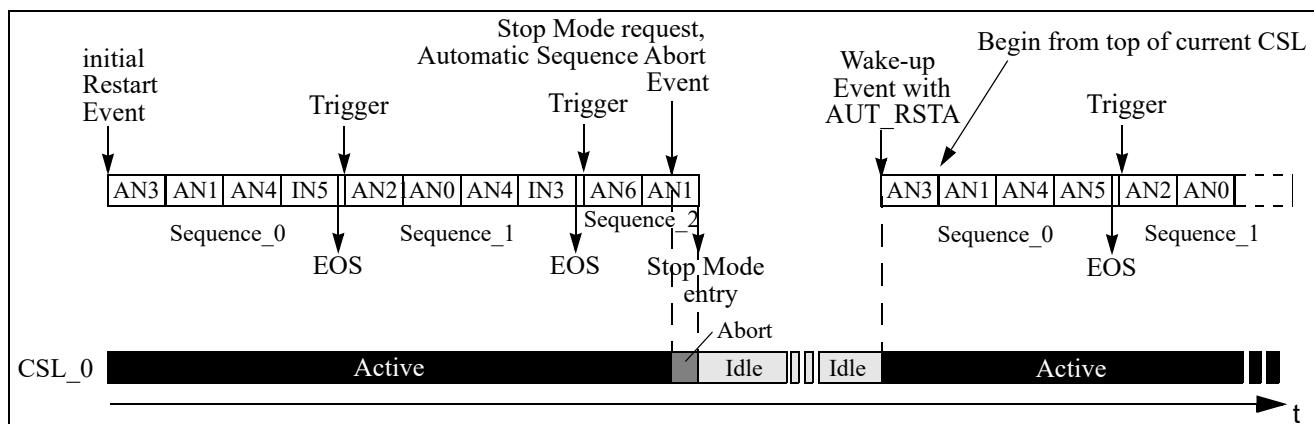 initial
Restart
Event
Trigger
Trigger
Stop Mode request,
Automatic Sequence Abort
Event
Wake-up
Event with
AUT_RSTA
Begin from top of current CSL
Trigger
AN3 AN1 AN4 IN5 AN21 AN0 AN4 IN3 AN6 AN1
AN3 AN1 AN4 AN5 AN2 AN0
Sequence_0
Sequence_1
Sequence_2
Sequence_0
Sequence_1
EOS
EOS
Stop Mode
entry
EOS
Abort
CSL_0
Active
Idle
Idle
Active
t